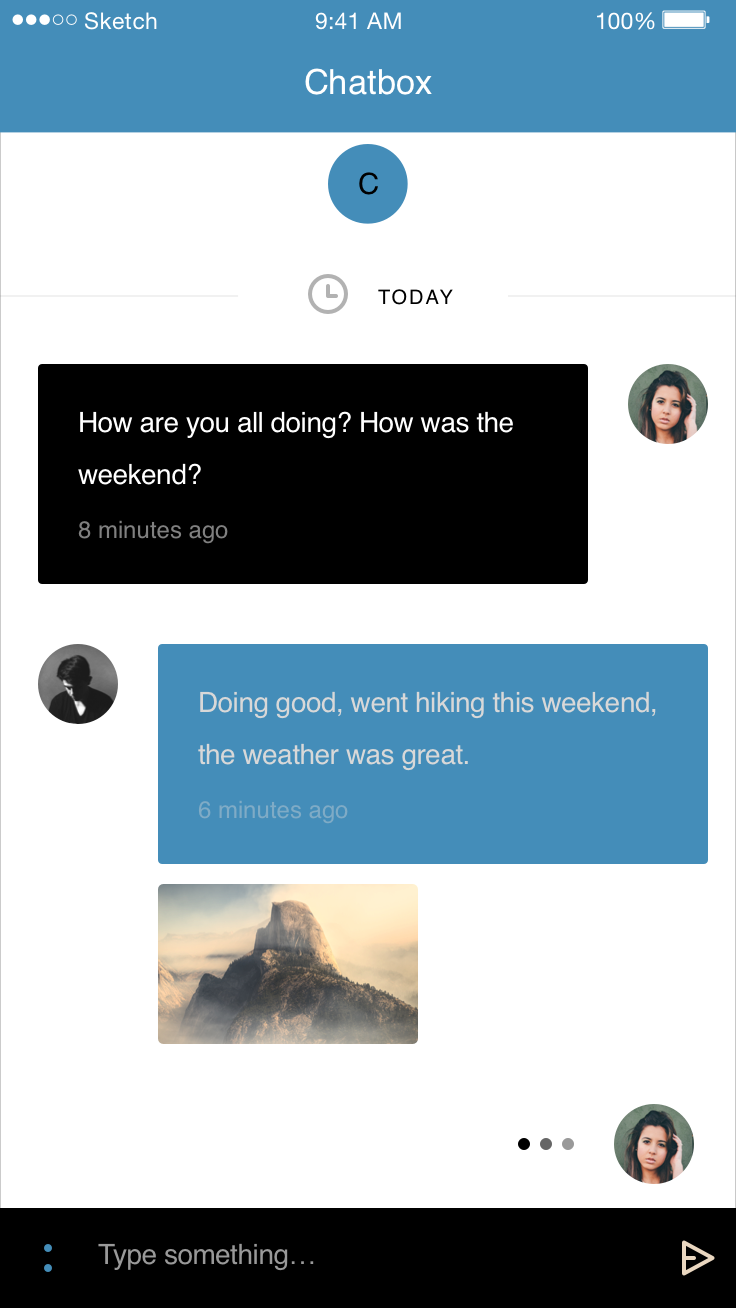 Sketch 9:41 AM 100%
Chatbox
C
TODAY
How are you all doing? How was the
weekend?
8 minutes ago
Doing good, went hiking this weekend,
the weather was great.
6 minutes ago
Type something…